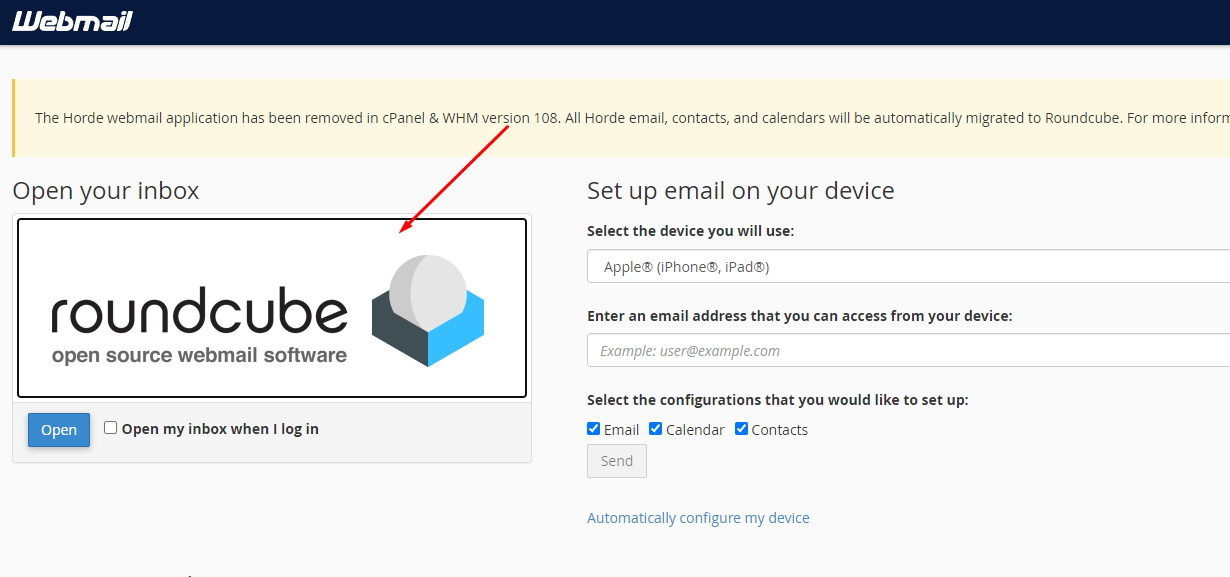 Webmail
The Horde webmail application has been removed in cPanel & WHM version 108. All Horde email, contacts, and calendars will be automatically migrated to Roundcube. For more
Open your inbox
roundcube
open source webmail software
Open
Open my inbox when I log in
Set up email on your device
Select the device you will use:
Apple® (iPhone®, iPad®)
Enter an email address that you can access from your device:
Example: user@example.com
Select the configurations that you would like to set up:
Email Calendar Contacts
Send
Automatically configure my device